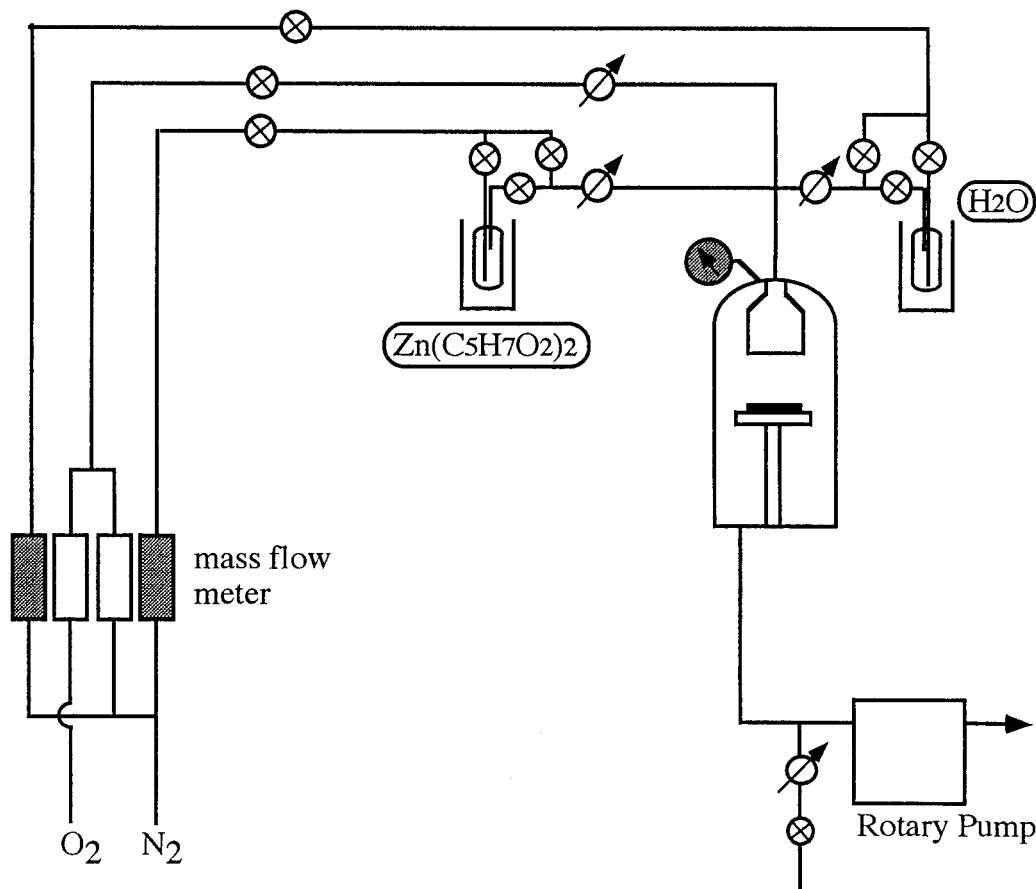 H2O
Zn(C5H7O2)2
mass flow
meter
O2 N2
Rotary Pump